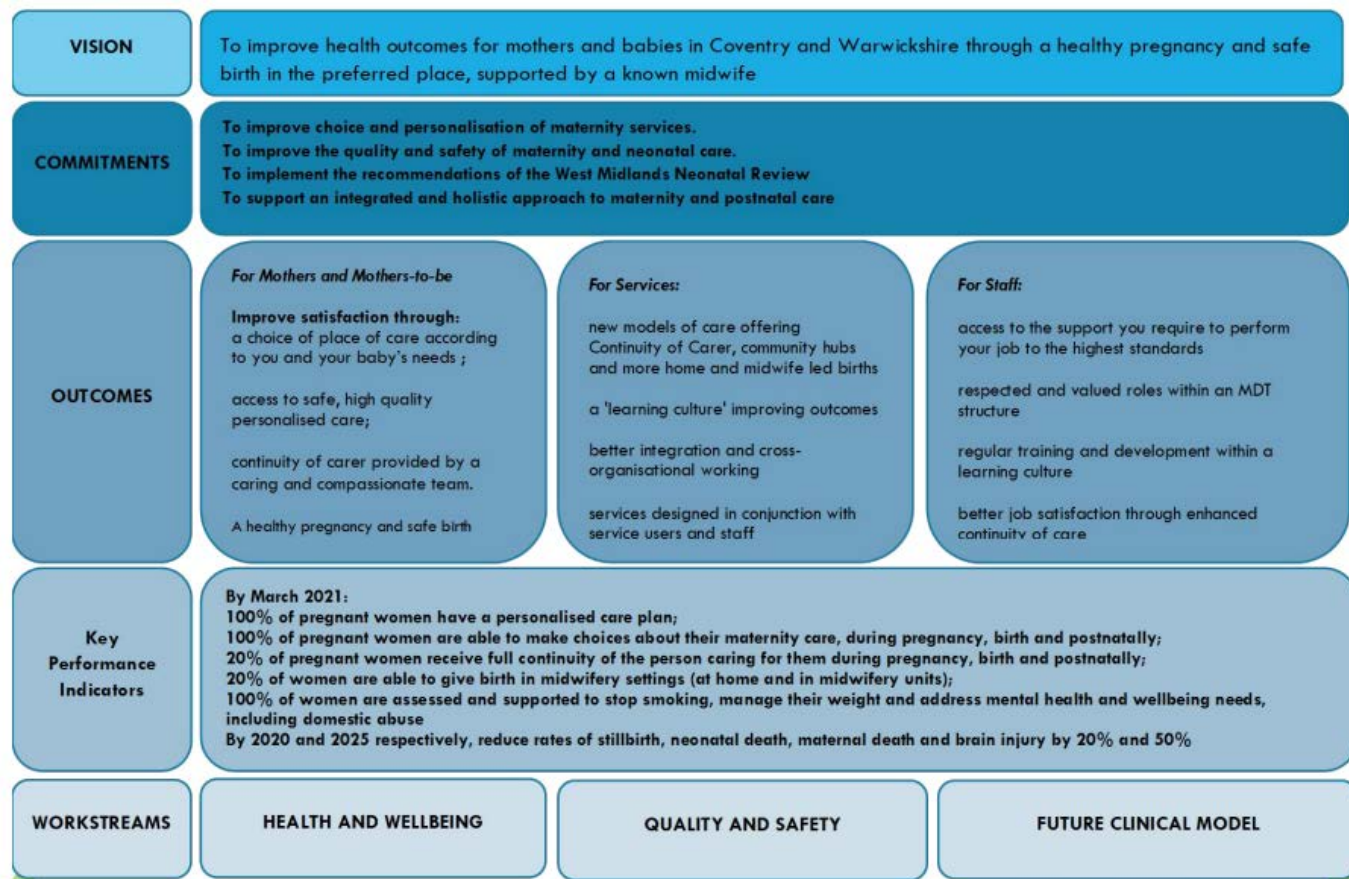 VISION
To improve health outcomes for mothers and babies in Coventry and Warwickshire through a healthy pregnancy and safe
birth in the preferred place, supported by a known midwife
COMMITMENTS
To improve choice and personalisation of maternity services.
To improve the quality and safety of maternity and neonatal care.
To implement the recommendations of the West Midlands Neonatal Review
To support an integrated and holistic approach to maternity and postnatal care
OUTCOMES
For Mothers and Mothers-to-be
Improve satisfaction through:
a choice of place of care according
to you and your baby's needs ;
access to safe, high quality
personalised care;
continuity of carer provided by a
caring and compassionate team.
A healthy pregnancy and safe birth
For Services:
new models of care offering
Continuity of Carer, community hubs
and more home and midwife led births
a 'learning culture' improving outcomes
better integration and cross-
organisational working
services designed in conjunction with
service users and staff
For Staff:
access to the support you require to perform
your job to the highest standards
respected and valued roles within an MDT
structure
regular training and development within a
learning culture
better job satisfaction through enhanced
continuity of care
Key
Performance
Indicators
By March 2021:
100% of pregnant women have a personalised care plan;
100% of pregnant women are able to make choices about their maternity care, during pregnancy, birth and postnatally;
20% of pregnant women receive full continuity of the person caring for them during pregnancy, birth and postnatally;
20% of women are able to give birth in midwifery settings (at home and in midwifery units);
100% of women are assessed and supported to stop smoking, manage their weight and address mental health and wellbeing needs,
including domestic abuse
By 2020 and 2025 respectively, reduce rates of stillbirth, neonatal death, maternal death and brain injury by 20% and 50%
WORKSTREAMS
HEALTH AND WELLBEING
QUALITY AND SAFETY
FUTURE CLINICAL MODEL